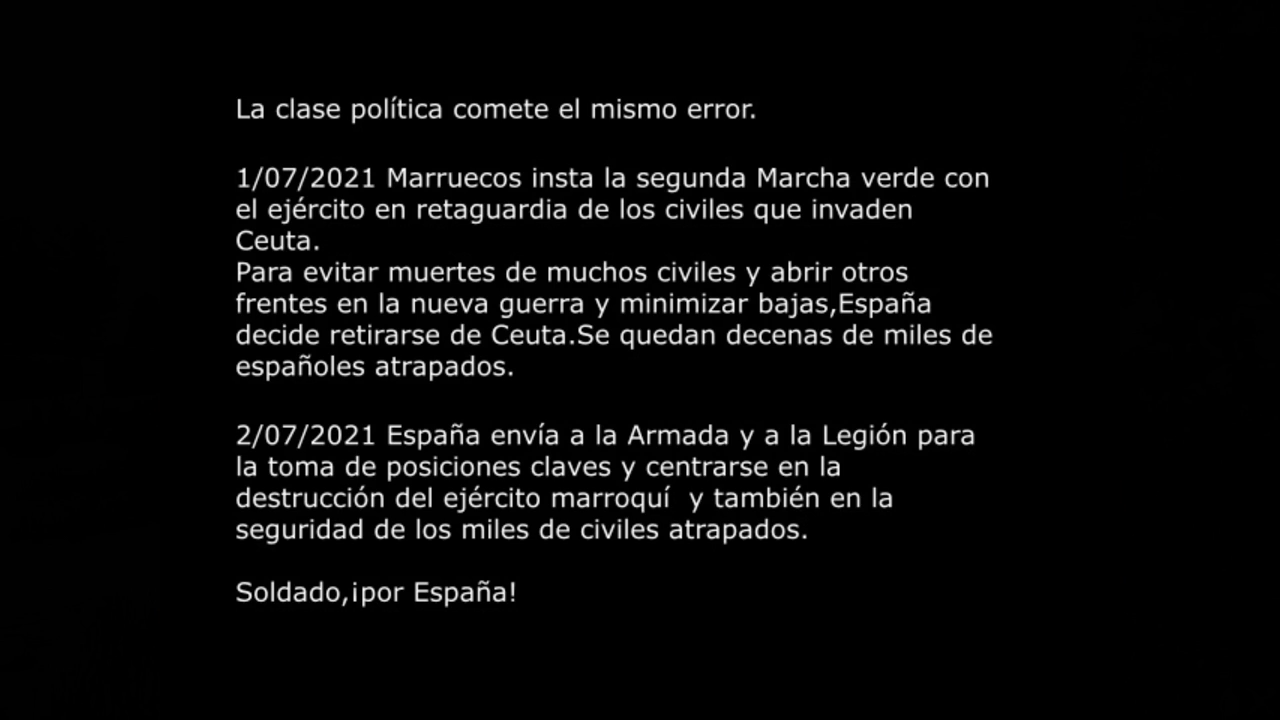 La clase política comete el mismo error.
1/07/2021 Marruecos insta la segunda Marcha verde con
el ejército en retaguardia de los civiles que invaden
Ceuta.
Para evitar muertes de muchos civiles y abrir otros
frentes en la nueva guerra y minimizar bajas,España
decide retirarse de Ceuta.Se quedan decenas de miles de
españoles atrapados.
2/07/2021 España envía a la Armada y a la Legión para
la toma de posiciones claves y centrarse en la
destrucción del ejército marroquí  y también en la
seguridad de los miles de civiles atrapados.
Soldado,¡por España!